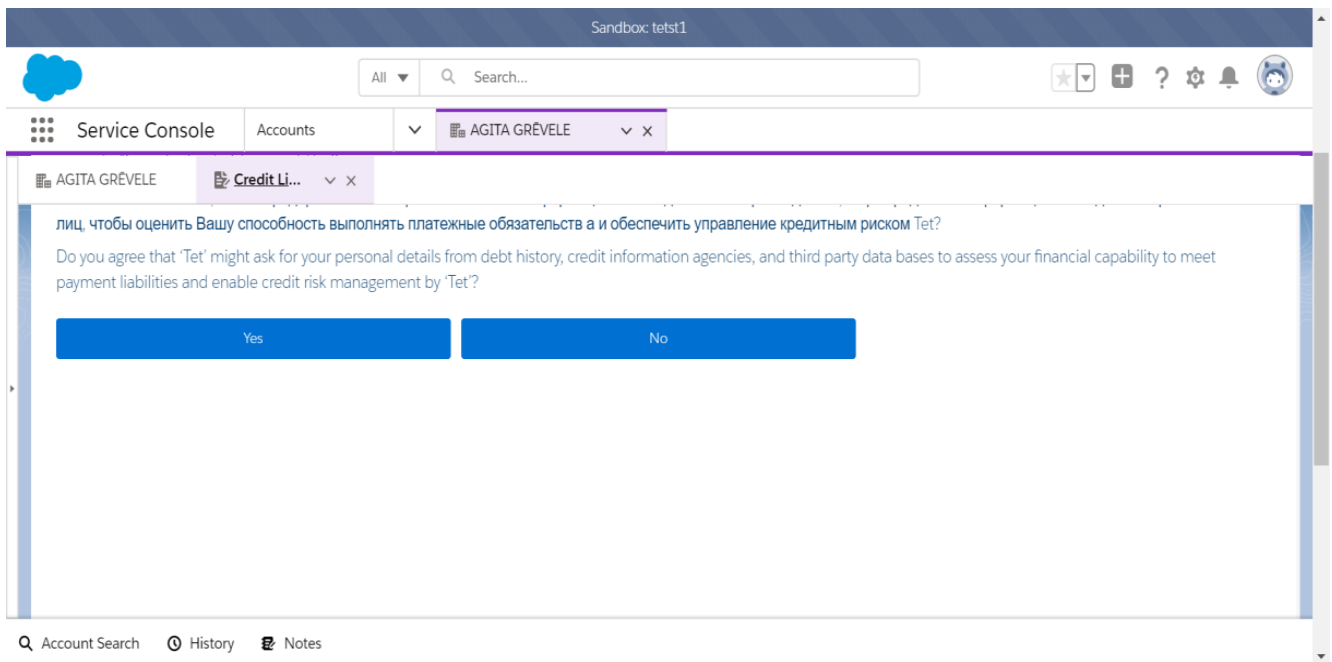 Sandbox: tetst1
All Search...
Service Console Accounts AGITA GRĒVELE
AGITA GRĒVELE Credit Li...
лиц, чтобы оценить Вашу способность выполнять платежные обязательств а и обеспечить управление кредитным риском Tet?
Do you agree that ‘Tet’ might ask for your personal details from debt history, credit information agencies, and third party data bases to assess your financial capability to meet
payment liabilities and enable credit risk management by ‘Tet’?
Yes No
Account Search History Notes